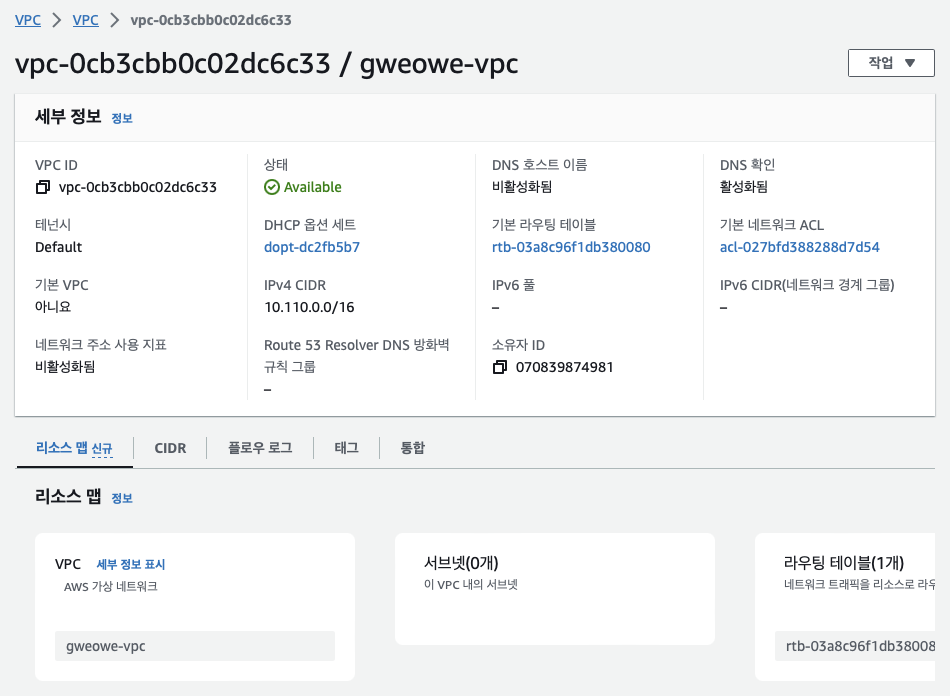 VPC > VPC > vpc-0cb3cbb0c02dc6c33
vpc-0cb3cbb0c02dc6c33 / gweowe-vpc
작업 ▼
세부 정보 정보
VPC ID
vpc-0cb3cbb0c02dc6c33
상태
Available
DNS 호스트 이름
비활성화됨
DNS 확인
활성화됨
테넌시
Default
DHCP 옵션 세트
dopt-dc2fb5b7
기본 라우팅 테이블
rtb-03a8c96f1db380080
기본 네트워크 ACL
acl-027bfd388288d7d54
기본 VPC
아니요
IPv4 CIDR
10.110.0.0/16
IPv6 풀
–
IPv6 CIDR(네트워크 경계 그룹)
–
네트워크 주소 사용 지표
비활성화됨
Route 53 Resolver DNS 방화벽
규칙 그룹
–
소유자 ID
070839874981
리소스 맵 신규 CIDR 플로우 로그 태그 통합
리소스 맵 정보
VPC 세부 정보 표시
AWS 가상 네트워크
gweowe-vpc
서브넷(0개)
이 VPC 내의 서브넷
라우팅 테이블(1개)
네트워크 트래픽을 리소스로
rtb-03a8c96f1db38008